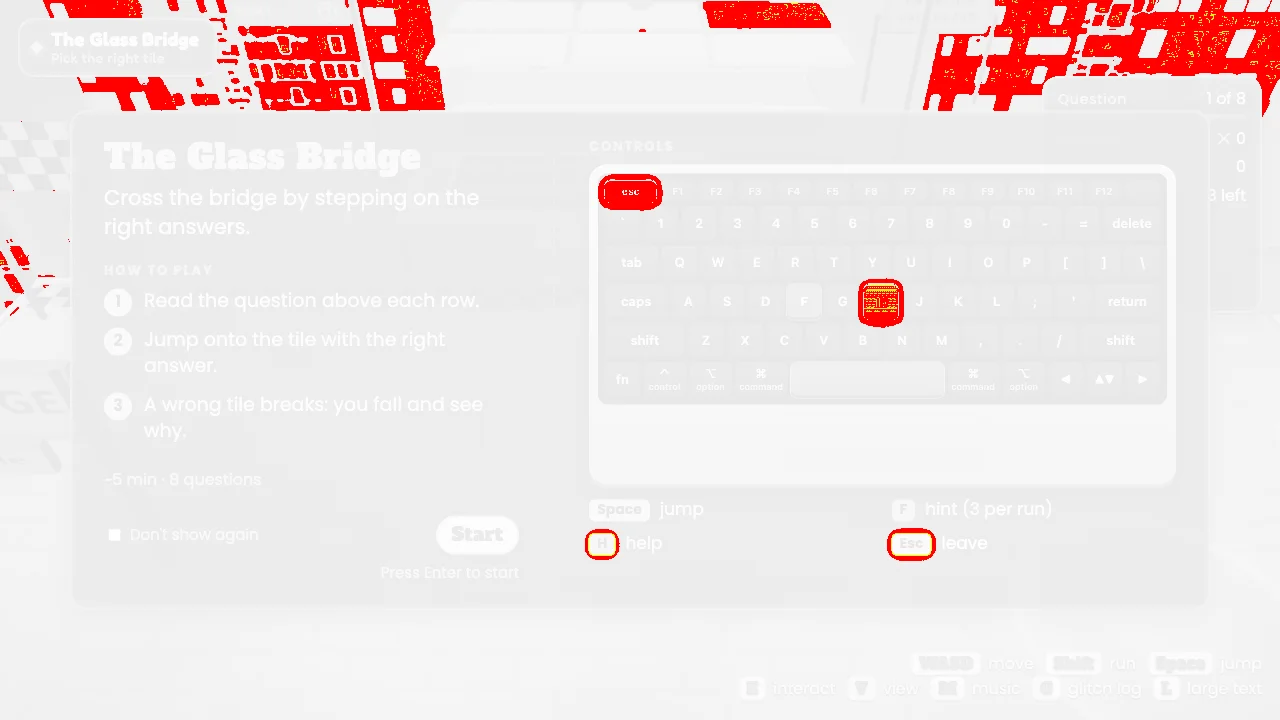 The Glass Bridge
Pick the right tile
Question 1 of 8
× 0
0
3 left
The Glass Bridge
Cross the bridge by stepping on the
right answers.
HOW TO PLAY
1 Read the question above each row.
2 Jump onto the tile with the right
answer.
3 A wrong tile breaks: you fall and see
why.
~5 min · 8 questions
Don't show again
Start
Press Enter to start
CONTROLS
esc F1 F2 F3 F4 F5 F6 F7 F8 F9 F10 F11 F12
` 1 2 3 4 5 6 7 8 9 0 - = delete
tab Q W E R T Y U I O P [ ] \
caps A S D F G H J K L ; ' return
shift Z X C V B N M , . / shift
fn ⌃ control ⌥ option ⌘ command ⌘ command ⌥ option ◀ ▲▼ ▶
Space jump
F hint (3 per run)
H help
Esc leave
WASD move Shift run Space jump
E interact V view M music G glitch log L large text